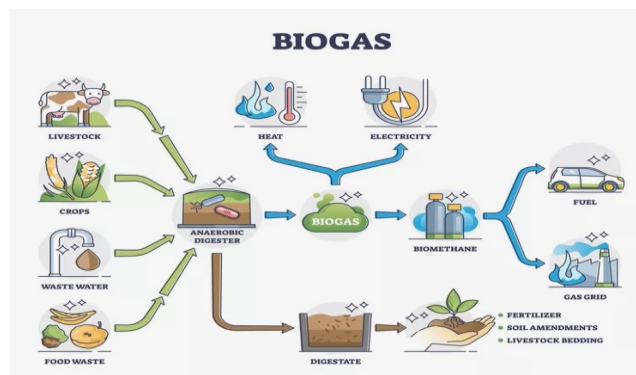 BIOGAS
LIVESTOCK
CROPS
WASTE WATER
FOOD WASTE
ANAEROBIC
DIGESTER
HEAT
ELECTRICITY
BIOGAS
BIOMETHANE
FUEL
GAS GRID
DIGESTATE
FERTILIZER
SOIL AMENDMENTS
LIVESTOCK BEDDING